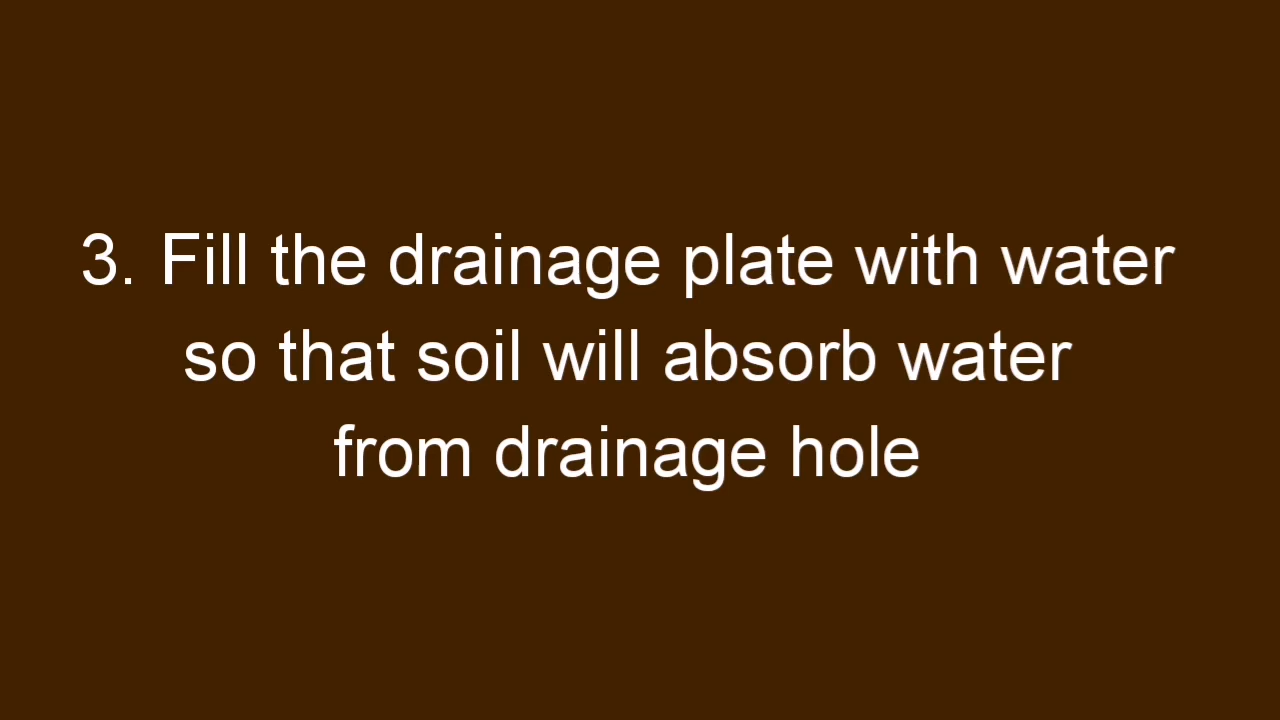 3. Fill the drainage plate with water
so that soil will absorb water
from drainage hole